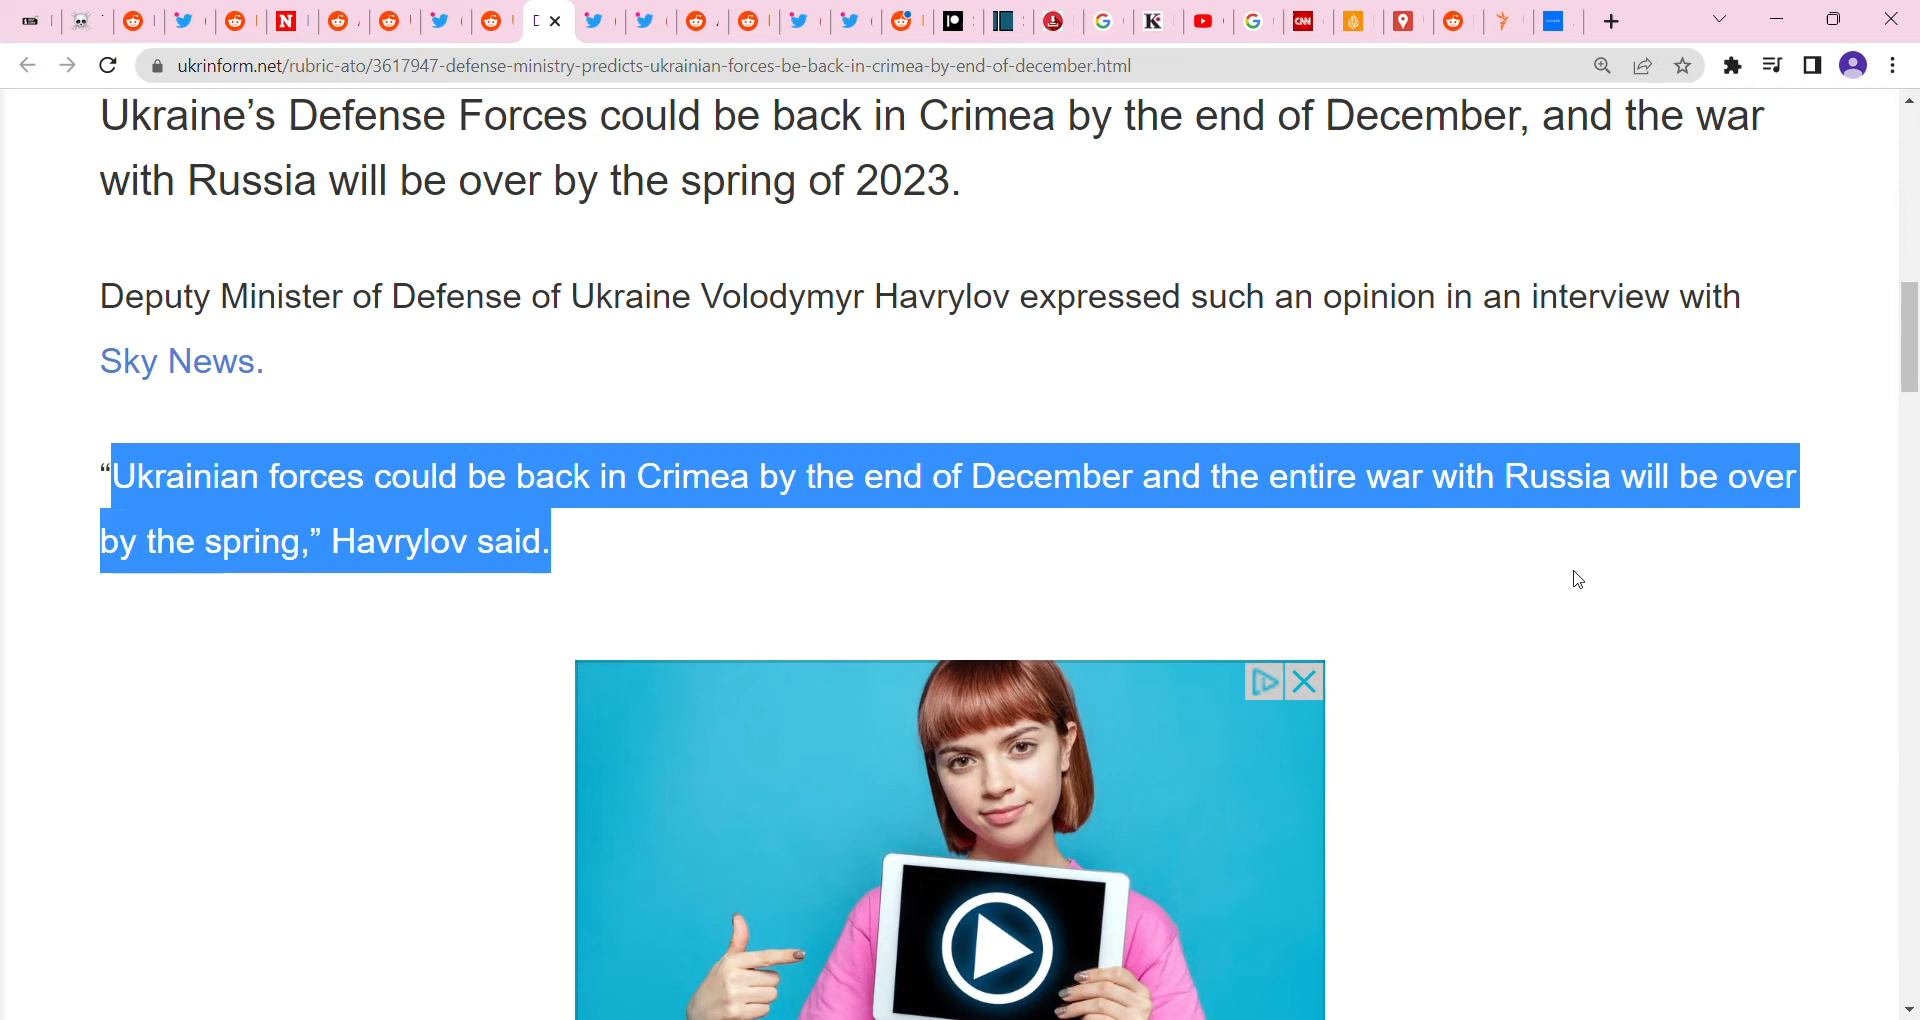 ukrinform.net/rubric-ato/3617947-defense-ministry-predicts-ukrainian-forces-be-back-in-crimea-by-end-of-december.html
Ukraine’s Defense Forces could be back in Crimea by the end of December, and the war
with Russia will be over by the spring of 2023.
Deputy Minister of Defense of Ukraine Volodymyr Havrylov expressed such an opinion in an interview with
Sky News.
“Ukrainian forces could be back in Crimea by the end of December and the entire war with Russia will be over
by the spring,” Havrylov said.